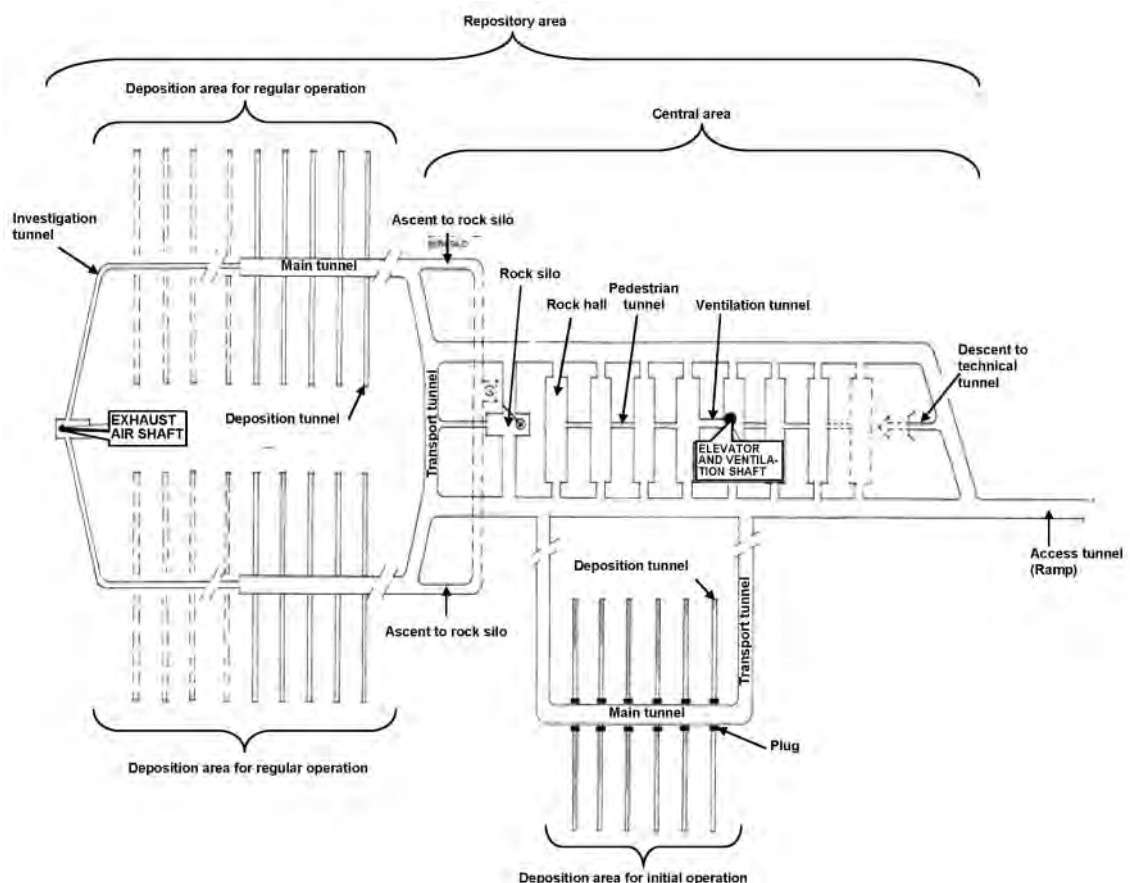 Repository area
Deposition area for regular operation
Central area
Investigation
tunnel
Ascent to rock silo
Main tunnel
Rock silo
Rock hall
Pedestrian
tunnel
Ventilation tunnel
Descent to
technical
tunnel
Deposition tunnel
EXHAUST
AIR SHAFT
Transport tunnel
ELEVATOR
AND VENTILA-
TION SHAFT
Access tunnel
(Ramp)
Deposition tunnel
Transport tunnel
Ascent to rock silo
Main tunnel
Plug
Deposition area for regular operation
Deposition area for initial operation